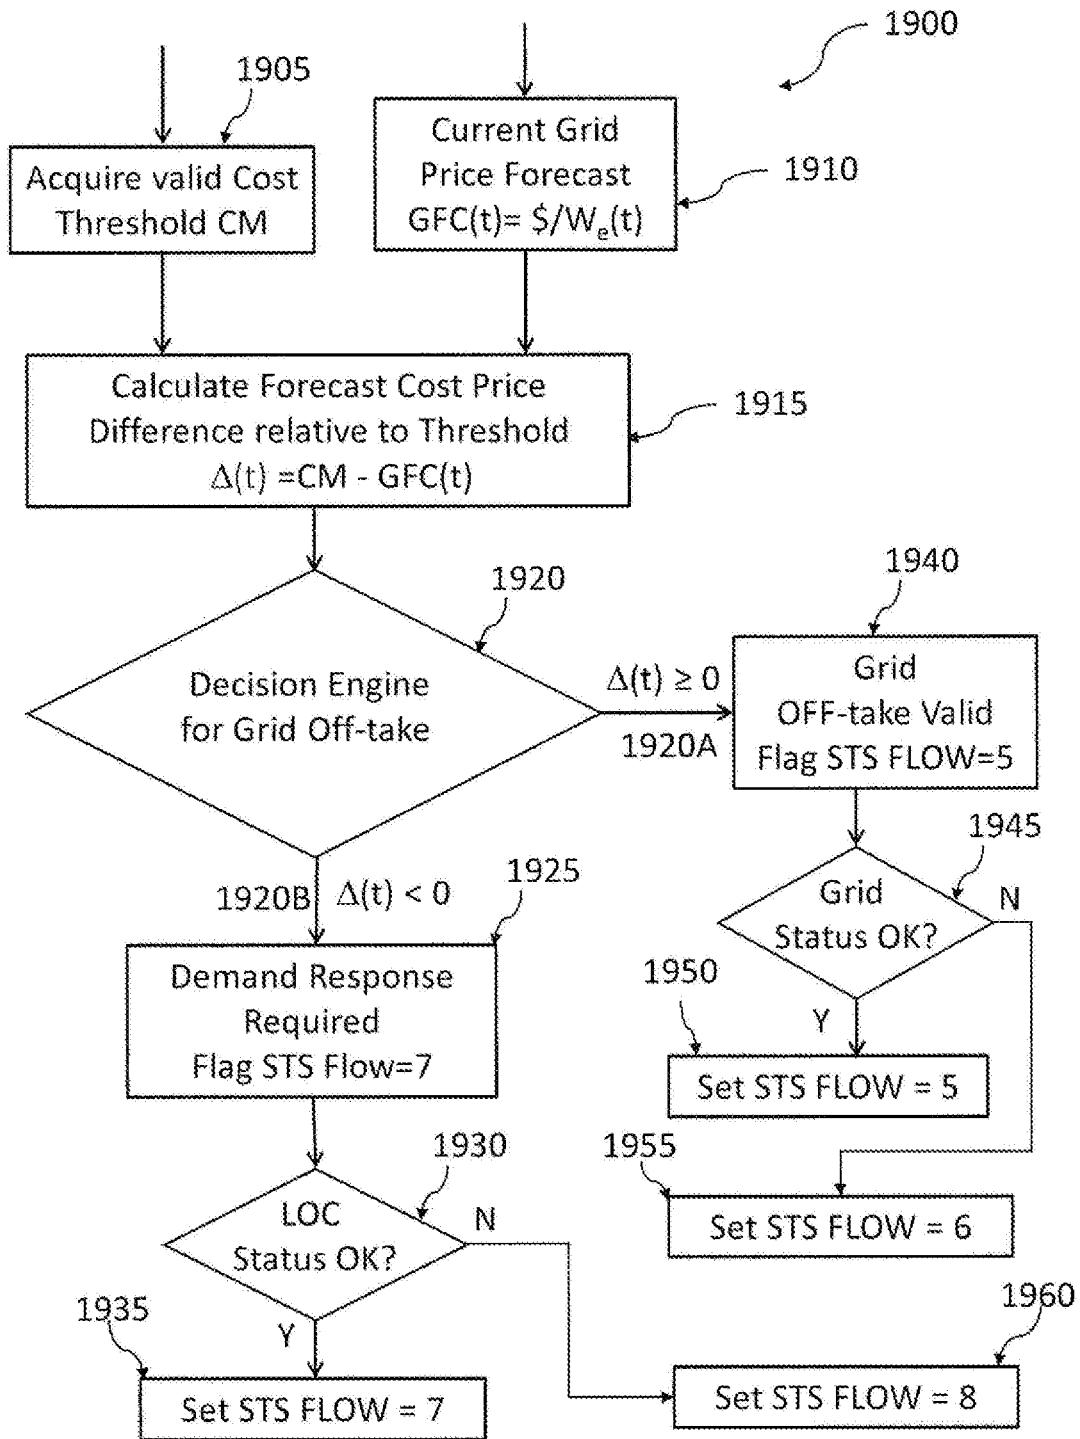 1900
1905
Acquire valid Cost
Threshold CM
Current Grid
Price Forecast
GFC(t)= $/We(t)
1910
Calculate Forecast Cost Price
Difference relative to Threshold
Δ(t) =CM - GFC(t)
1915
1920
Decision Engine
for Grid Off-take
Δ(t) ≥ 0
1920A
1940
Grid
OFF-take Valid
Flag STS FLOW=5
1945
Grid
Status OK?
N
Y
1950
Set STS FLOW = 5
1955
Set STS FLOW = 6
1920B
Δ(t) < 0
1925
Demand Response
Required
Flag STS Flow=7
1930
LOC
Status OK?
N
Y
1935
Set STS FLOW = 7
1960
Set STS FLOW = 8